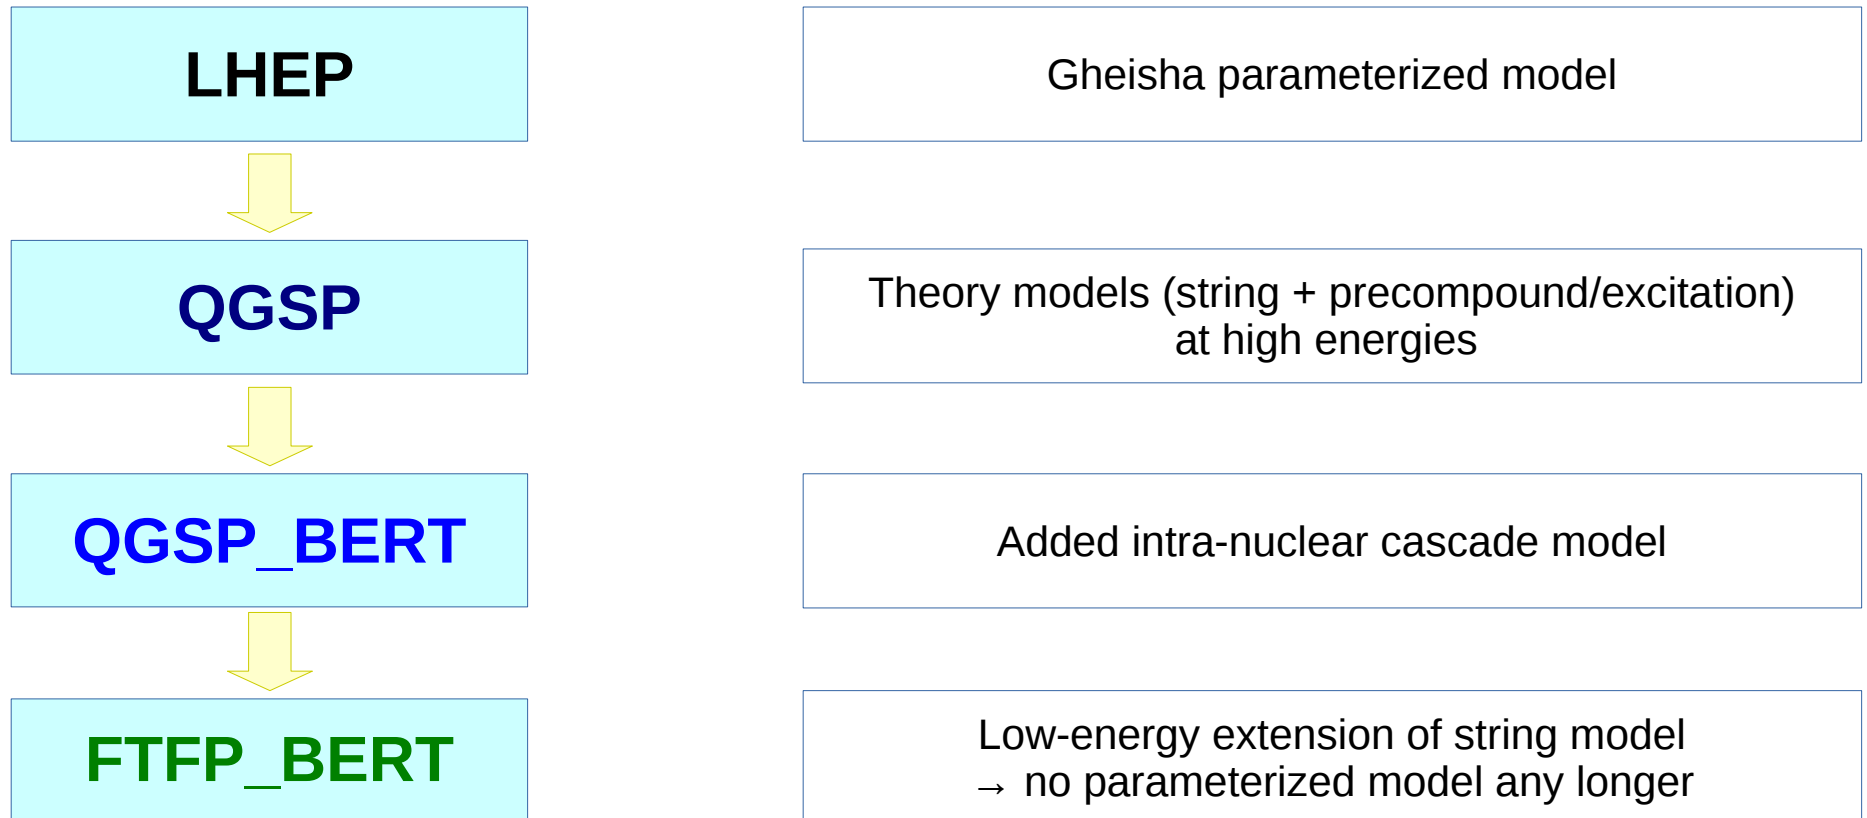 LHEP
Gheisha parameterized model
QGSP
Theory models (string + precompound/excitation)
at high energies
QGSP_BERT
Added intra-nuclear cascade model
FTFP_BERT
Low-energy extension of string model
→ no parameterized model any longer